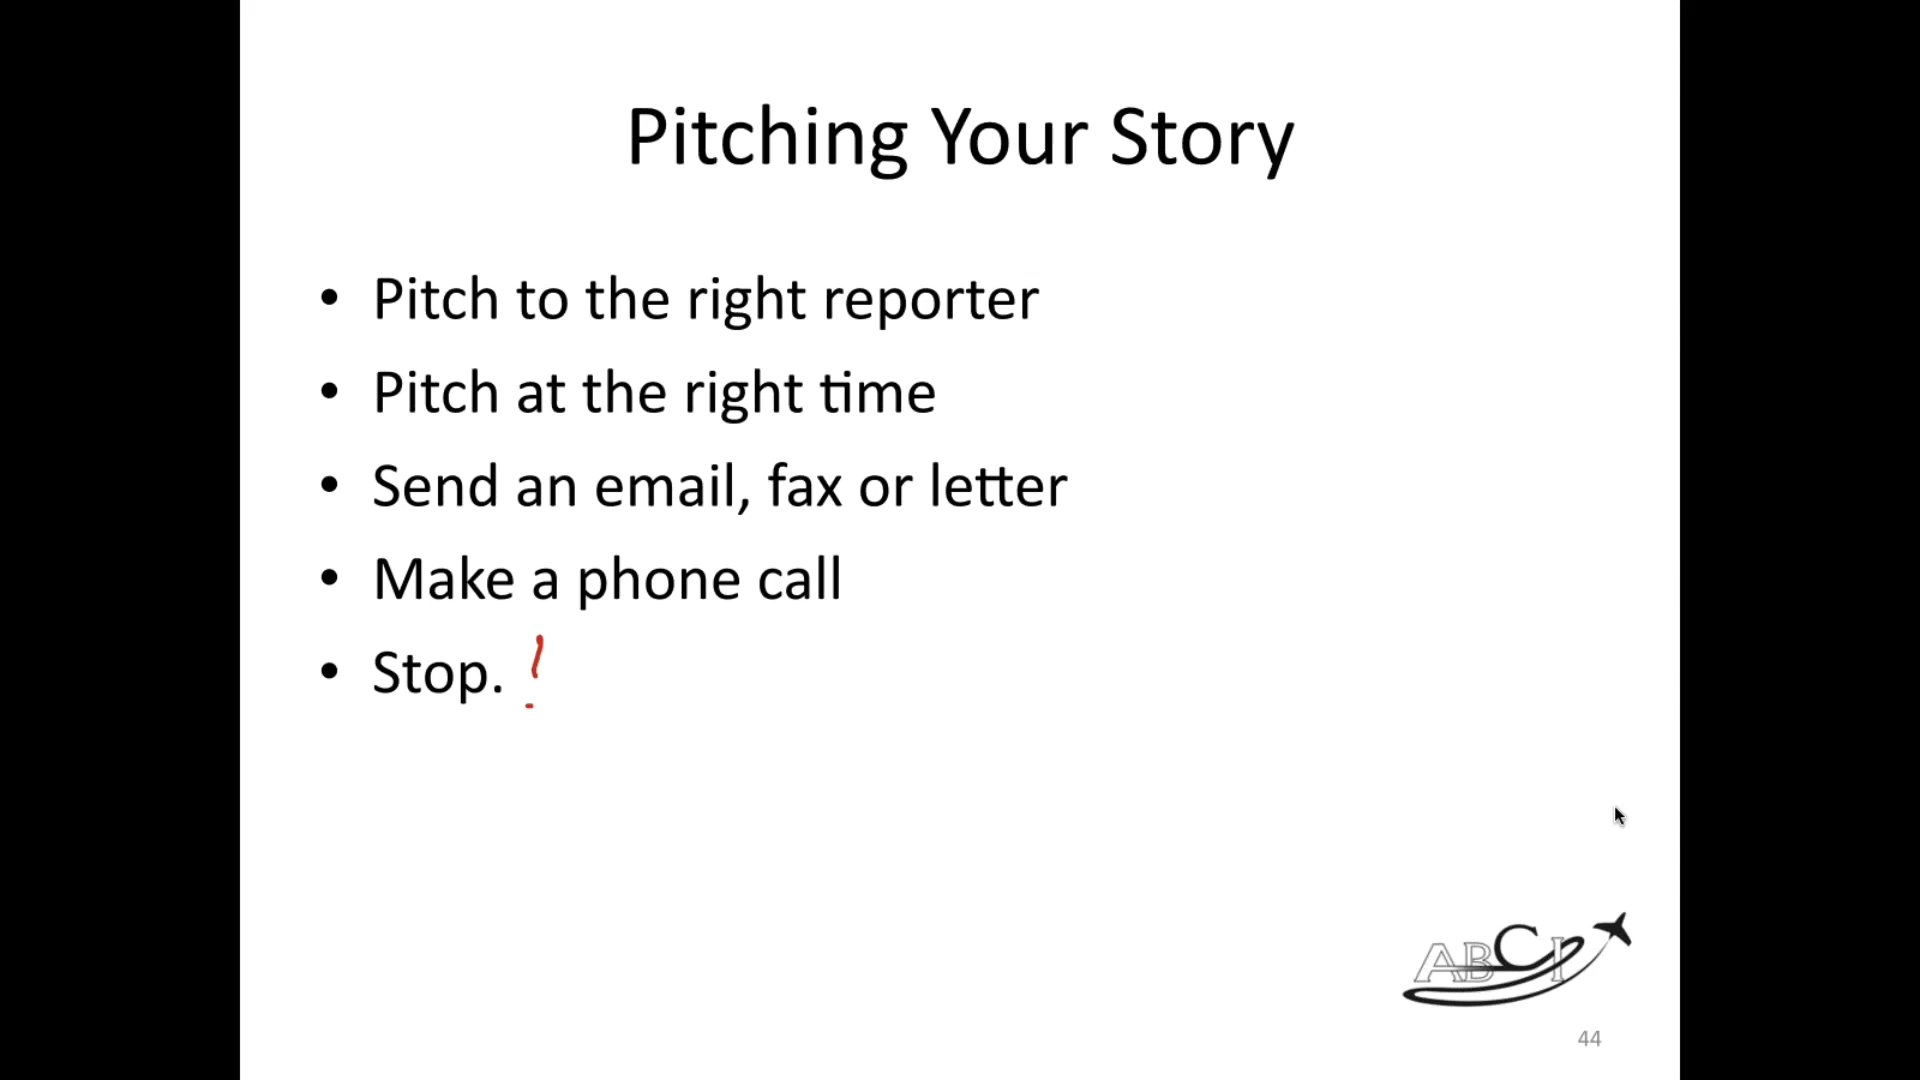 Pitching Your Story
• Pitch to the right reporter
• Pitch at the right time
• Send an email, fax or letter
• Make a phone call
• Stop. !
ABCI
44